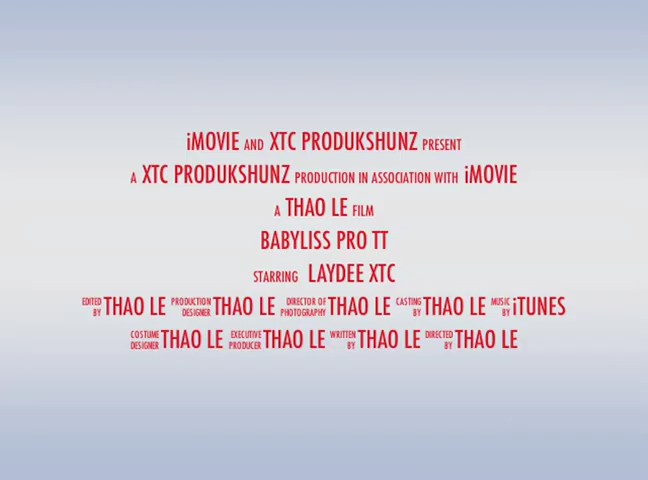 iMOVIE AND XTC PRODUKSHUNZ PRESENT
A XTC PRODUKSHUNZ PRODUCTION IN ASSOCIATION WITH iMOVIE
A THAO LE FILM
BABYLISS PRO TT
STARRING LAYDEE XTC
EDITED BY THAO LE PRODUCTION DESIGNER THAO LE DIRECTOR OF PHOTOGRAPHY THAO LE CASTING BY THAO LE MUSIC BY iTUNES
COSTUME DESIGNER THAO LE EXECUTIVE PRODUCER THAO LE WRITTEN BY THAO LE DIRECTED BY THAO LE